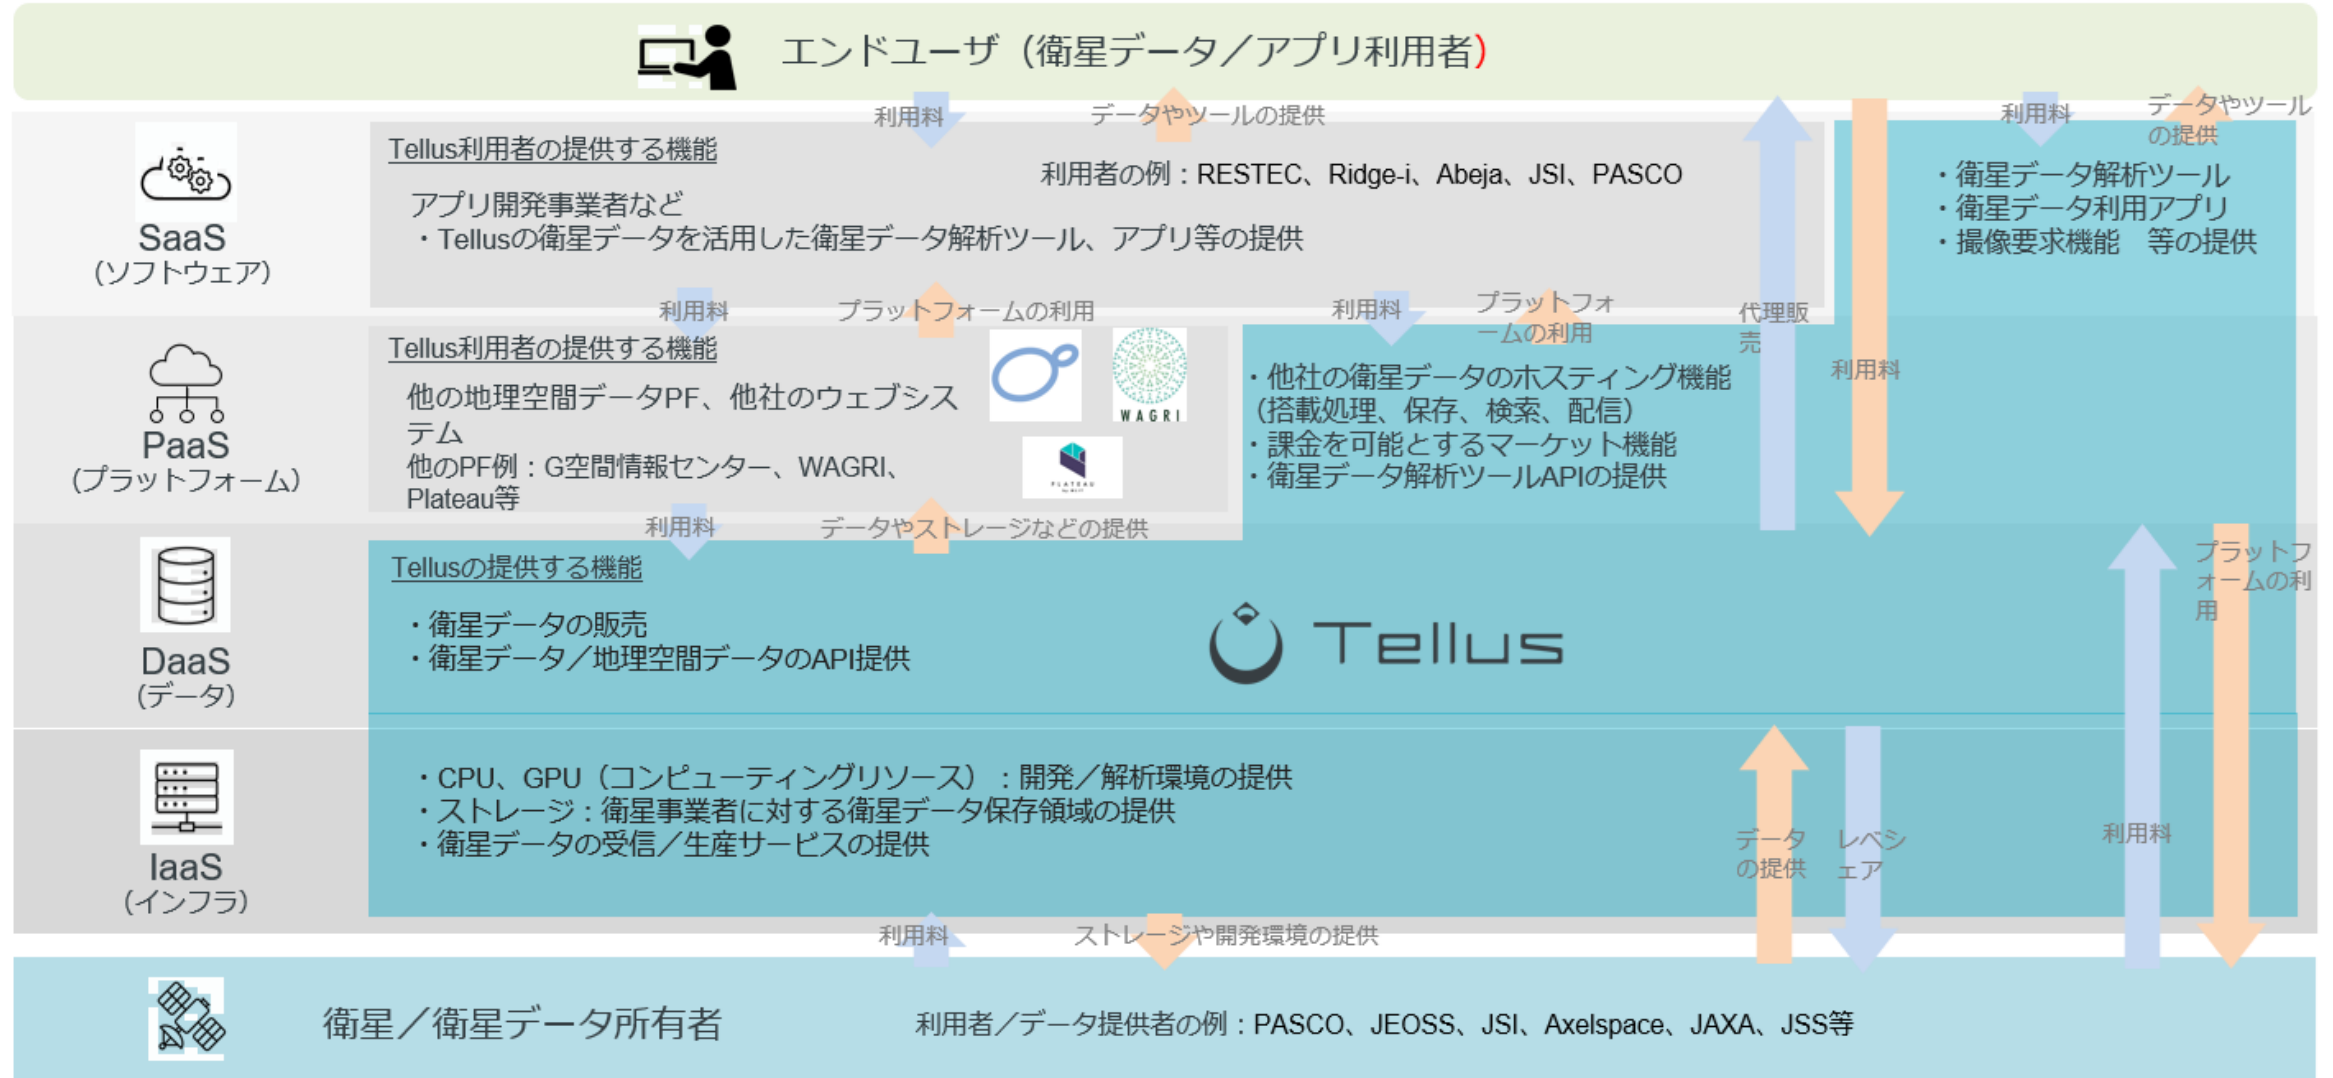 エンドユーザ（衛星データ／アプリ利用者)
利用料
データやツールの提供
利用料
データやツール
の提供
SaaS
（ソフトウェア）
Tellus利用者の提供する機能
利用者の例：RESTEC、Ridge-i、Abeja、JSI、PASCO
アプリ開発事業者など
・Tellusの衛星データを活用した衛星データ解析ツール、アプリ等の提供
・衛星データ解析ツール
・衛星データ利用アプリ
・撮像要求機能　等の提供
利用料
プラットフォームの利用
利用料
プラットフォ
ームの利用
代理販
売
利用料
PaaS
（プラットフォーム）
Tellus利用者の提供する機能
他の地理空間データPF、他社のウェブシス
テム
他のPF例：G空間情報センター、WAGRI、
Plateau等
WAGRI
PLATEAU
by MLIT
・他社の衛星データのホスティング機能
（搭載処理、保存、検索、配信）
・課金を可能とするマーケット機能
・衛星データ解析ツールAPIの提供
利用料
データやストレージなどの提供
プラットフ
ォームの利
用
DaaS
（データ）
Tellusの提供する機能
・衛星データの販売
・衛星データ／地理空間データのAPI提供
Tellus
IaaS
（インフラ）
・CPU、GPU（コンピューティングリソース）：開発／解析環境の提供
・ストレージ：衛星事業者に対する衛星データ保存領域の提供
・衛星データの受信／生産サービスの提供
データ
の提供
レベシ
ェア
利用料
利用料
ストレージや開発環境の提供
衛星／衛星データ所有者
利用者／データ提供者の例：PASCO、JEOSS、JSI、Axelspace、JAXA、JSS等